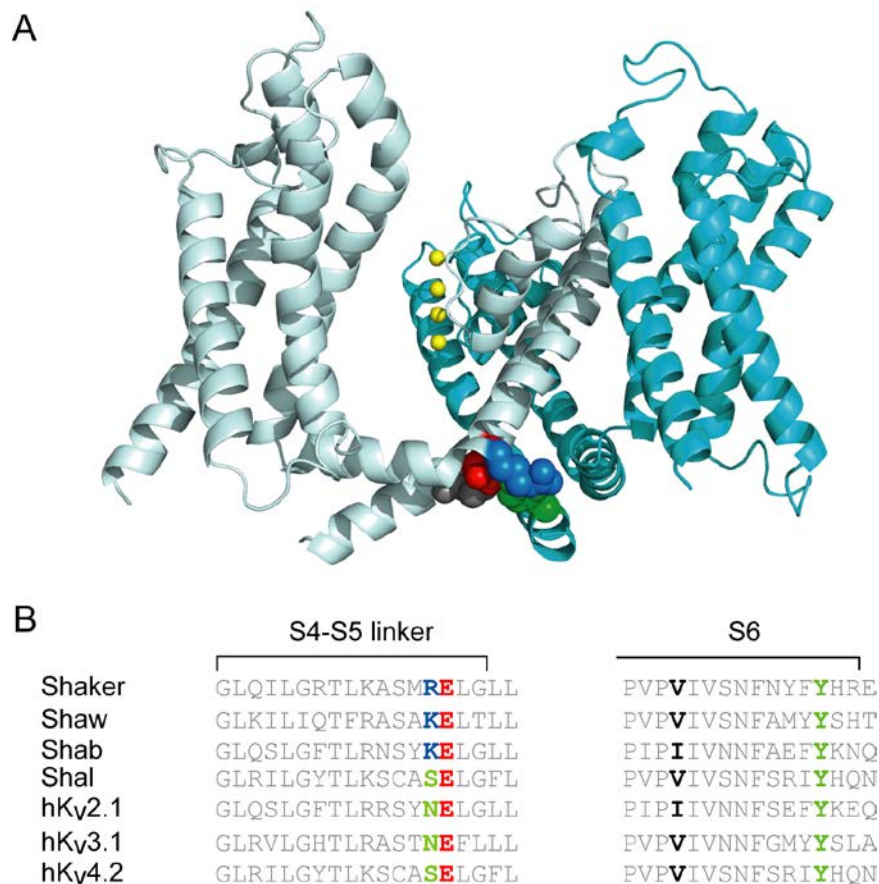 A
B
S4-S5 linker S6
Shaker GLQILGRTLKASMRELGLL PVPVIVSNFNYFYHRE
Shaw GLKILIQTFRASAKELTLL PVPVIVSNFAMYYSHT
Shab GLQSLGFTLRNSYKELGLL PIPIIVNNFAEFYKNQ
Shal GLRILGYTLKSCASELGFL PVPVIVSNFSRIYHQN
hKv2.1 GLQSLGFTLRRSYNELGLL PIPIIVNNFSEFYKEQ
hKv3.1 GLRVLGHTLRASTNEFLLL PVPVIVNNFGMYYSLA
hKv4.2 GLRILGYTLKSCASELGFL PVPVIVSNFSRIYHQN